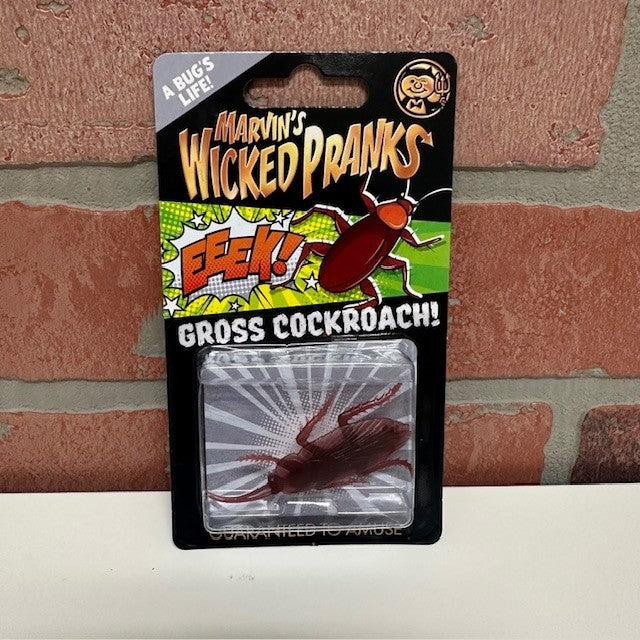 A BUG'S
LIFE!
MARVIN'S
WICKED PRANKS
EEEK!
GROSS COCKROACH!
GUARANTEED TO AMUSE